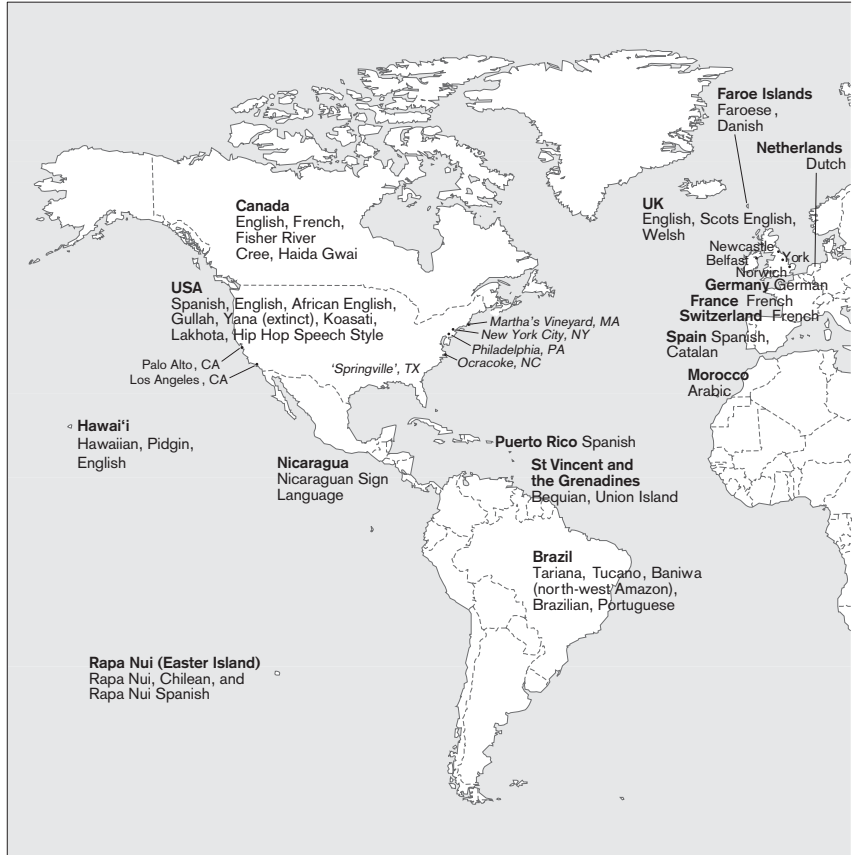 Faroe Islands
Faroese,
Danish
Netherlands
Dutch
Canada
English, French,
Fisher River
Cree, Haida Gwai
UK
English, Scots English,
Welsh
Newcastle
Belfast
York
Norwich
Germany German
France French
Switzerland French
Spain Spanish,
Catalan
Morocco
Arabic
USA
Spanish, English, African English,
Gullah, Yana (extinct), Koasati,
Lakhota, Hip Hop Speech Style
Martha's Vineyard, MA
New York City, NY
Philadelphia, PA
Ocracoke, NC
Palo Alto, CA
Los Angeles, CA
'Springville', TX
Hawai‘i
Hawaiian, Pidgin,
English
Puerto Rico Spanish
Nicaragua
Nicaraguan Sign
Language
St Vincent and
the Grenadines
Bequian, Union Island
Brazil
Tariana, Tucano, Baniwa
(north-west Amazon),
Brazilian, Portuguese
Rapa Nui (Easter Island)
Rapa Nui, Chilean, and
Rapa Nui Spanish